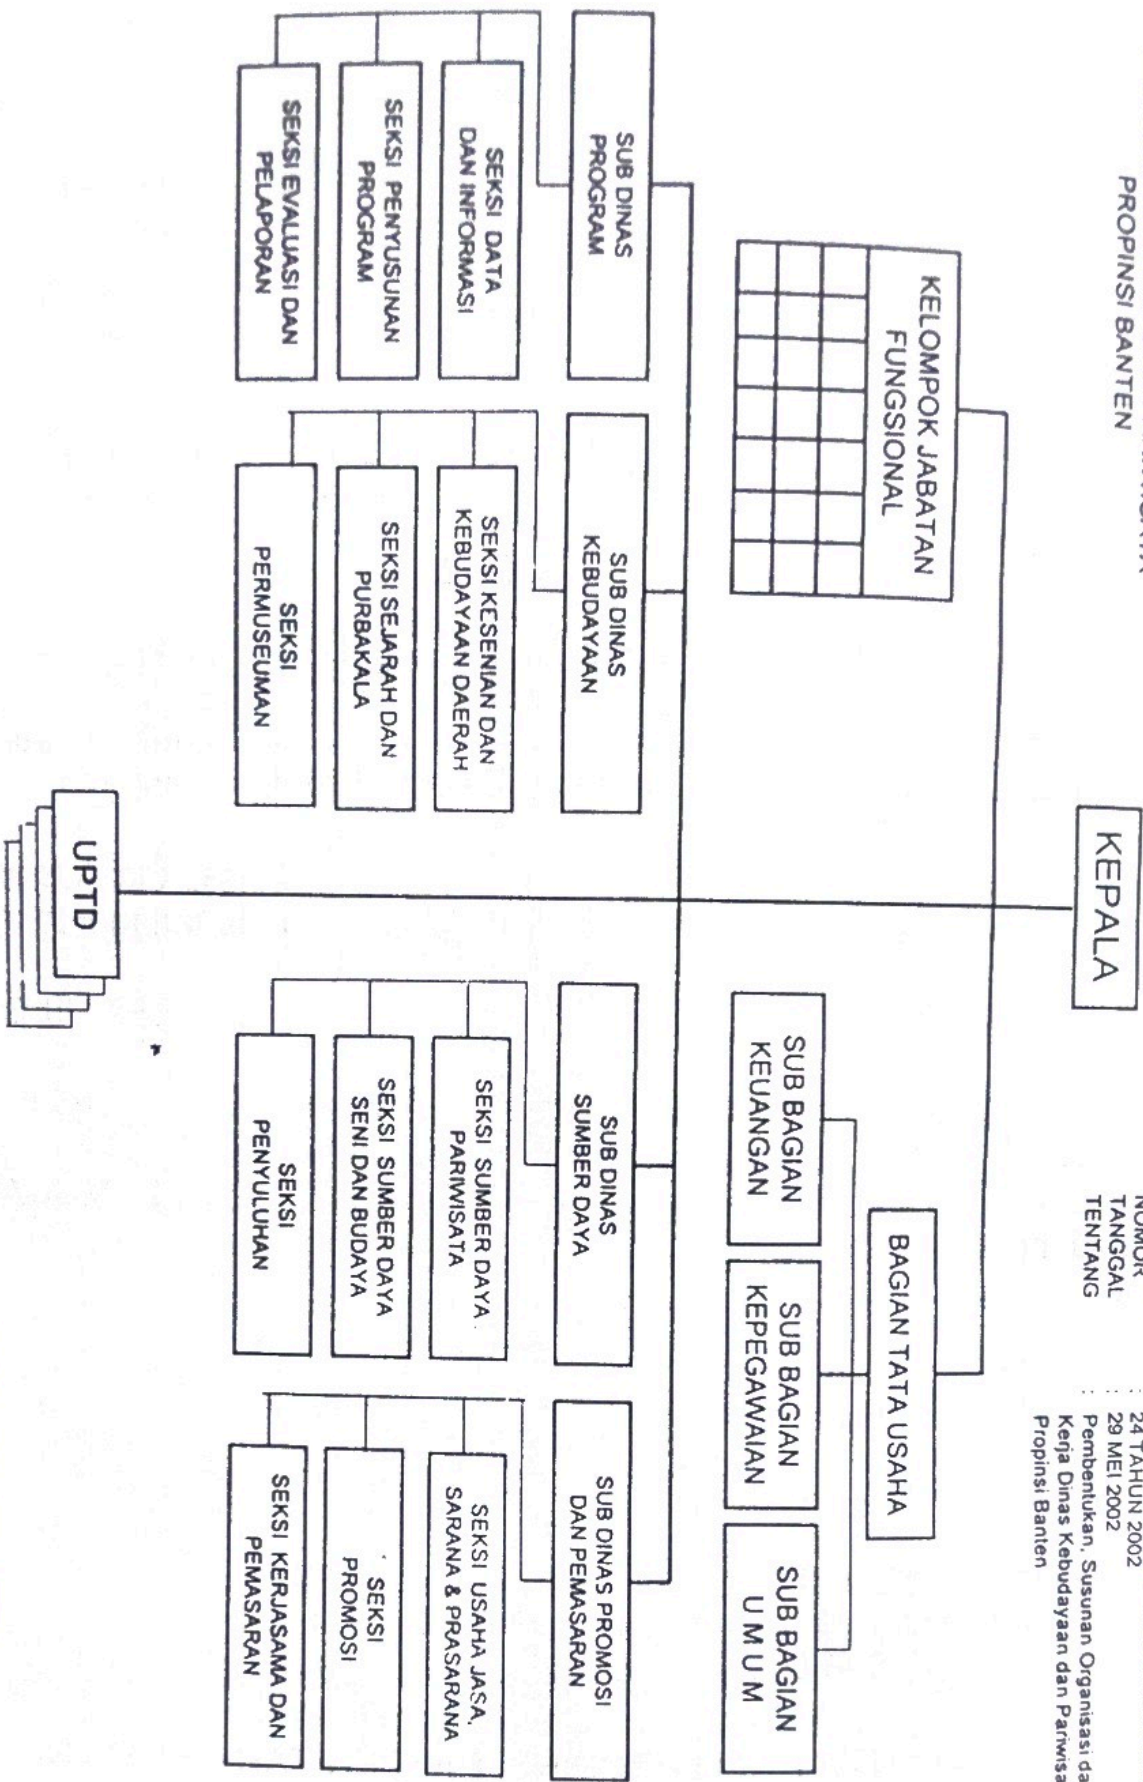 PROPINSI BANTEN
NOMOR : 24 TAHUN 2002
TANGGAL : 29 MEI 2002
TENTANG : Pembentukan, Susunan Organisasi
Kerja Dinas Kebudayaan dan
Propinsi Banten
KEPALA
KELOMPOK JABATAN
FUNGSIONAL
BAGIAN TATA USAHA
SUB BAGIAN
KEUANGAN
SUB BAGIAN
KEPEGAWAIAN
SUB BAGIAN
U M U M
SUB DINAS
PROGRAM
SUB DINAS
KEBUDAYAAN
SUB DINAS
SUMBER DAYA
SUB DINAS PROMOSI
DAN PEMASARAN
SEKSI DATA
DAN INFORMASI
SEKSI KESENIAN DAN
KEBUDAYAAN DAERAH
SEKSI SUMBER DAYA
PARIWISATA
SEKSI USAHA JASA,
SARANA & PRASARANA
SEKSI PENYUSUNAN
PROGRAM
SEKSI SEJARAH DAN
PURBAKALA
SEKSI SUMBER DAYA
SENI DAN BUDAYA
SEKSI
PROMOSI
SEKSI EVALUASI DAN
PELAPORAN
SEKSI
PERMUSEUMAN
SEKSI
PENYULUHAN
SEKSI KERJASAMA DAN
PEMASARAN
UPTD